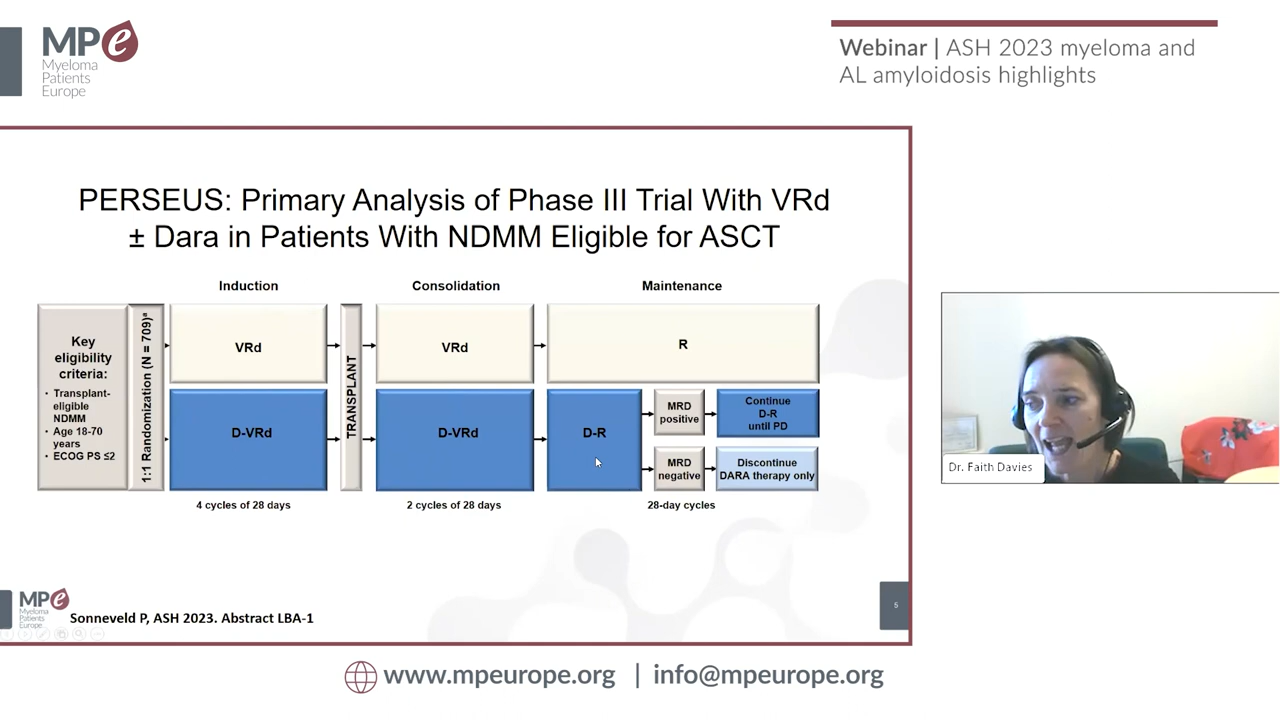 MPe
Myeloma
Patients
Europe
Webinar | ASH 2023 myeloma and
AL amyloidosis highlights
PERSEUS: Primary Analysis of Phase III Trial With VRd
± Dara in Patients With NDMM Eligible for ASCT
Induction
Consolidation
Maintenance
Key
eligibility
criteria:
• Transplant-
eligible
NDMM
• Age 18-70
years
• ECOG PS ≤2
1:1 Randomization (N = 709)ª
VRd
TRANSPLANT
VRd
R
D-VRd
D-VRd
D-R
MRD
positive
Continue
D-R
until PD
MRD
negative
Discontinue
DARA therapy only
4 cycles of 28 days
2 cycles of 28 days
28-day cycles
Dr. Faith Davies
MPe
Myeloma
Patients
Europe
Sonneveld P, ASH 2023. Abstract LBA-1
5
www.mpeurope.org | info@mpeurope.org